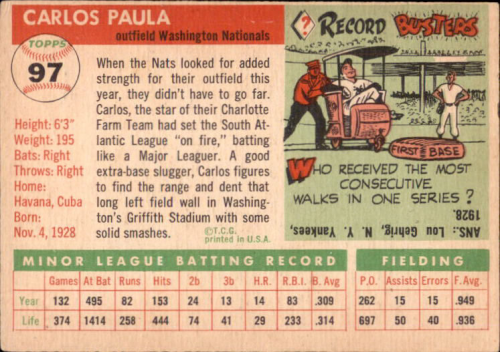 CARLOS PAULA
outfield Washington Nationals
TOPPS
97
Height: 6'3"
Weight: 195
Bats: Right
Throws: Right
Home:
Havana, Cuba
Born:
Nov. 4, 1928
When the Nats looked for added
strength for their outfield this
year, they didn't have to go far.
Carlos, the star of their Charlotte
Farm Team had set the South At-
lantic League "on fire," batting
like a Major Leaguer. A good
extra-base slugger, Carlos figures
to find the range and dent that
long left field wall in Washing-
ton's Griffith Stadium with some
solid smashes.
©T.C.G.
printed in U.S.A.
? RECORD BUSTERS
FIRST BASE
WHO RECEIVED THE MOST
CONSECUTIVE
WALKS IN ONE SERIES ?
ANS.: Lou Gehrig, N. Y. Yankees,
1928.
MINOR LEAGUE BATTING RECORD FIELDING
Games At Bat Runs Hits 2b 3b H.R. R.B.I. B.Av. P.O. Assists Errors F.Avg.
Year 132 495 82 153 24 13 14 83 .309 262 15 15 .949
Life 374 1414 258 444 74 29 233 .314 697 50 40 .936